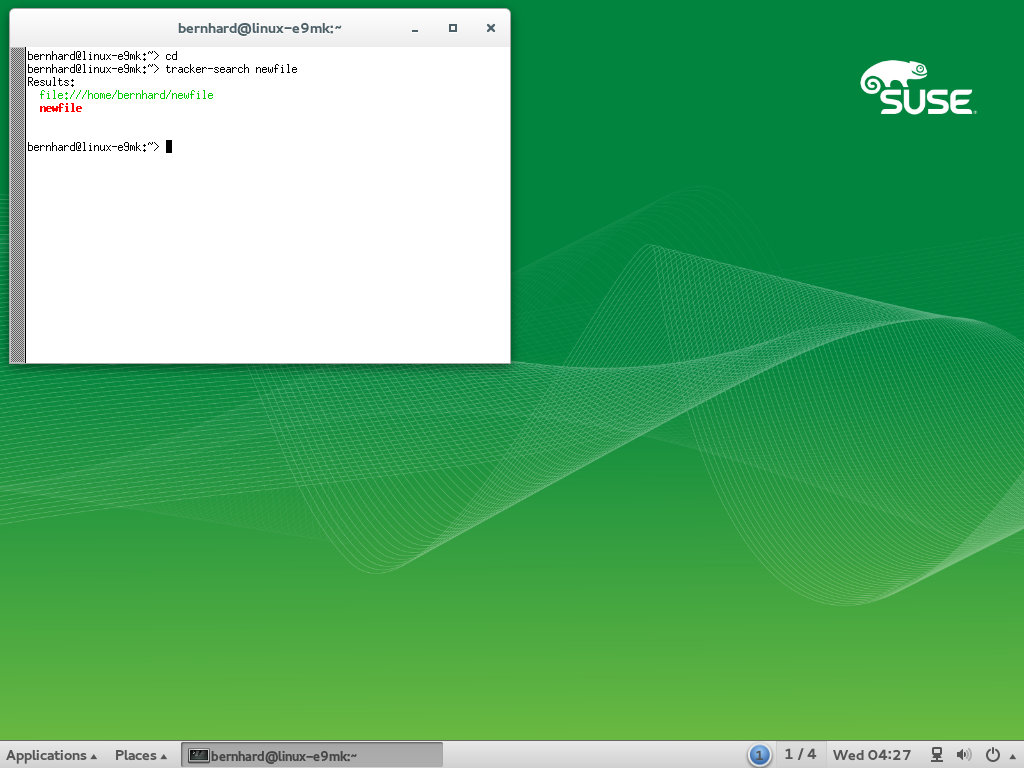 bernhard@linux-e9mk:~
bernhard@linux-e9mk:~> cd
bernhard@linux-e9mk:~> tracker-search newfile
Results:
file:///home/bernhard/newfile
newfile
bernhard@linux-e9mk:~>
SUSE
Applications Places bernhard@linux-e9mk:~ 1 1 / 4 Wed 04:27